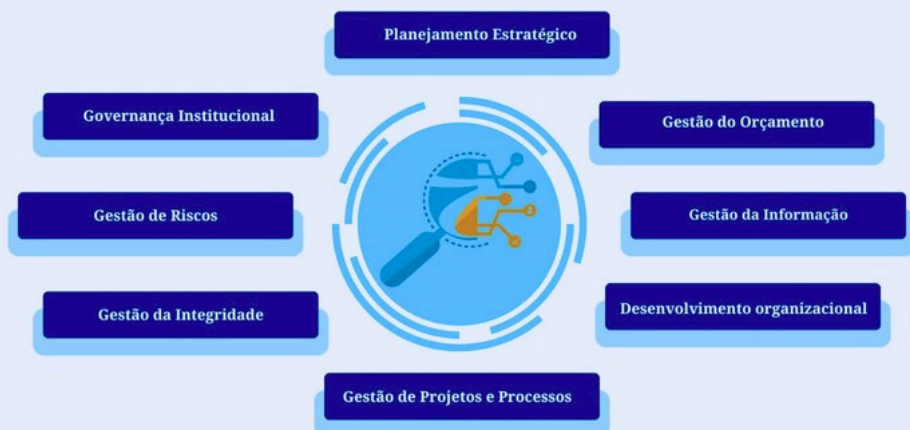 Planejamento Estratégico
Governança Institucional
Gestão do Orçamento
Gestão de Riscos
Gestão da Informação
Gestão da Integridade
Desenvolvimento organizacional
Gestão de Projetos e Processos